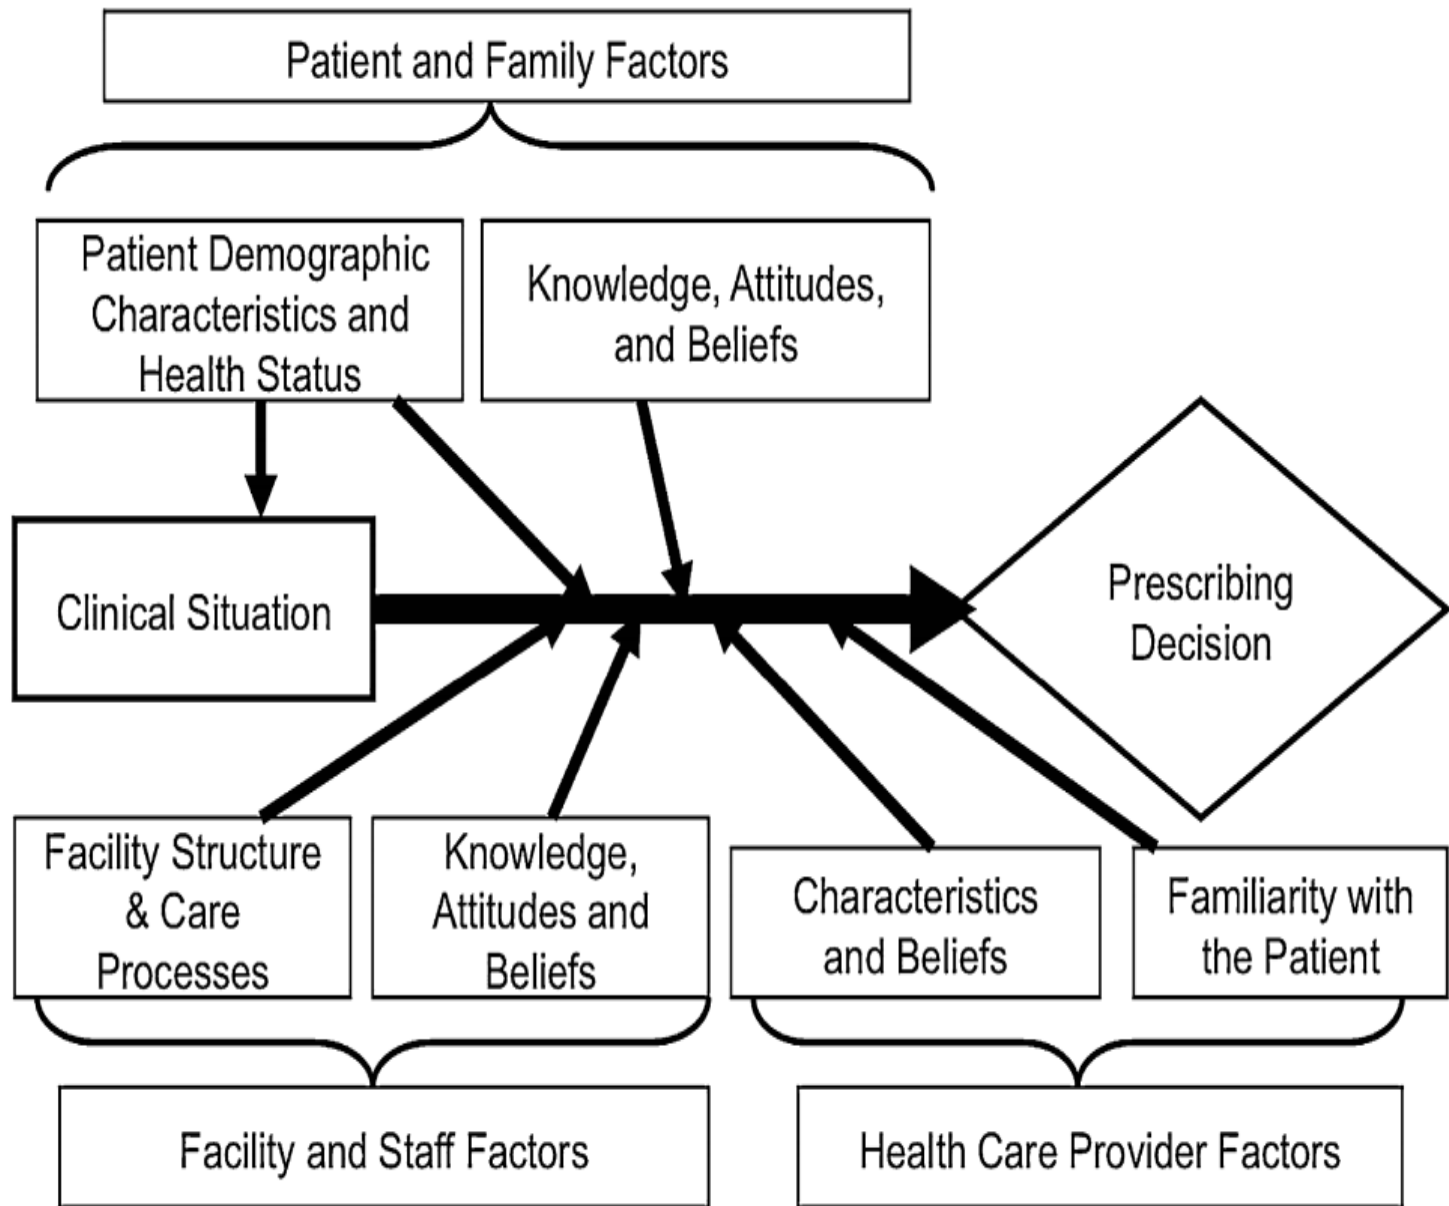 Patient and Family Factors
Patient Demographic
Characteristics and
Health Status
Knowledge, Attitudes,
and Beliefs
Clinical Situation
Prescribing
Decision
Facility Structure
& Care
Processes
Knowledge,
Attitudes and
Beliefs
Characteristics
and Beliefs
Familiarity with
the Patient
Facility and Staff Factors
Health Care Provider Factors